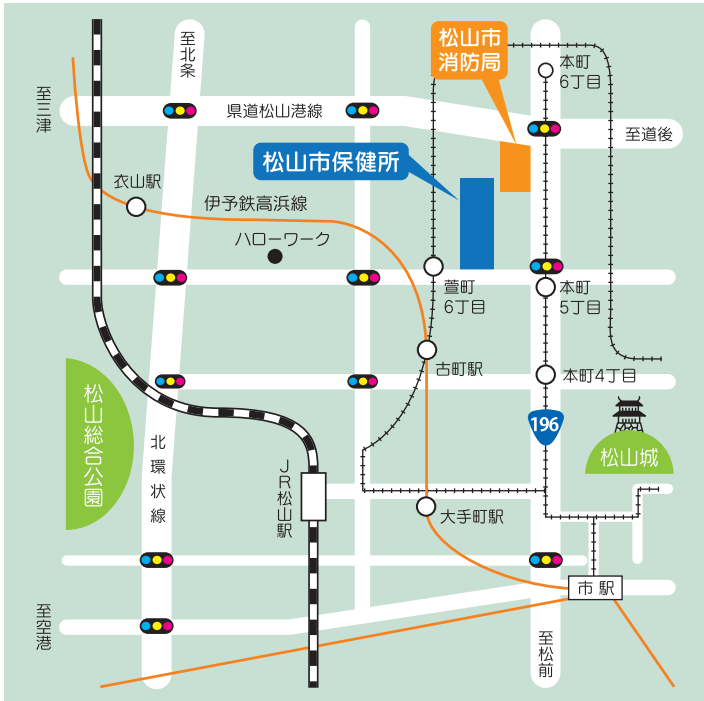 松山市
消防局
至北条
本町
6丁目
至三津
県道松山港線
至道後
松山市保健所
衣山駅
伊予鉄高浜線
ハローワーク
萱町
6丁目
本町
5丁目
古町駅
本町4丁目
松山総合公園
196
松山城
北環状線
JR松山駅
大手町駅
市駅
至空港
至松前